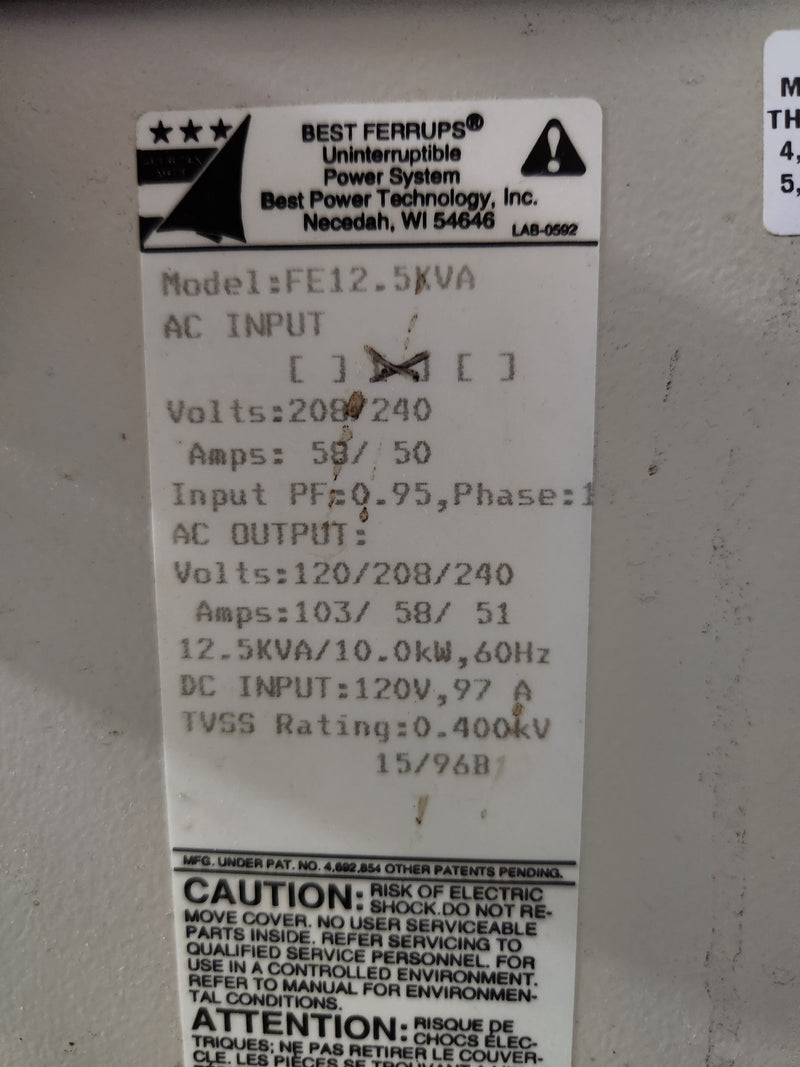 ★★★
BEST FERRUPS®
Uninterruptible
Power System
Best Power Technology, Inc.
Necedah, WI 54646
LAB-0592
Model:FE12.5KVA
AC INPUT
[ ] [X] [ ]
Volts:208/240
Amps: 58/ 50
Input PF:0.95,Phase:1
AC OUTPUT:
Volts:120/208/240
Amps:103/ 58/ 51
12.5KVA/10.0kW,60Hz
DC INPUT:120V,97 A
TVSS Rating:0.400kV
15/96B
MFG. UNDER PAT. NO. 4,692,854 OTHER PATENTS PENDING.
CAUTION: RISK OF ELECTRIC
SHOCK.DO NOT RE-
MOVE COVER. NO USER SERVICEABLE
PARTS INSIDE. REFER SERVICING TO
QUALIFIED SERVICE PERSONNEL. FOR
USE IN A CONTROLLED ENVIRONMENT.
REFER TO MANUAL FOR ENVIRONMEN-
TAL CONDITIONS.
ATTENTION: RISQUE DE
CHOCS ÉLEC-
TRIQUES; NE PAS RETIRER LE COUVER-
CLE. LES PIÈCES SE TROUVANT
M
TH
4,
5,